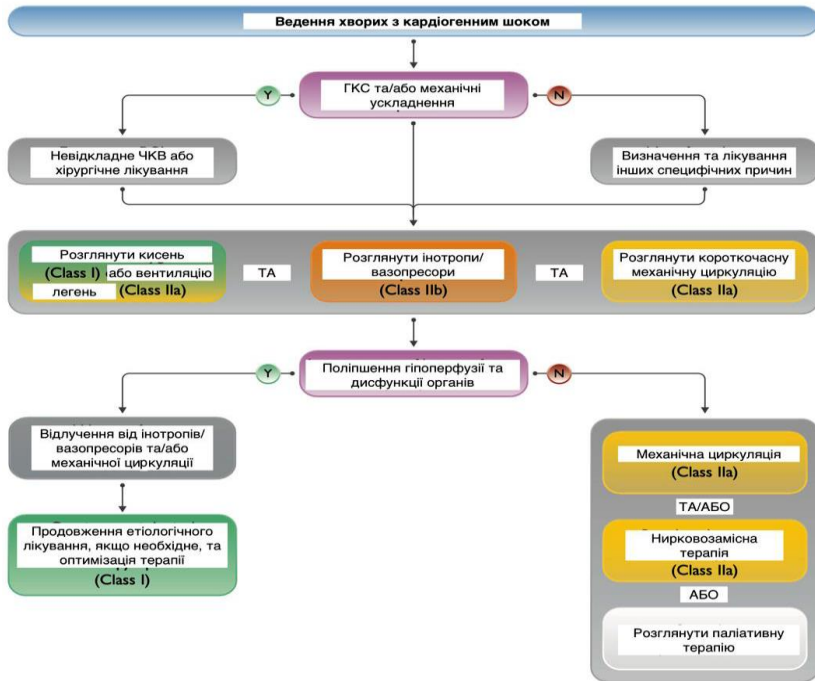 Ведення хворих з кардіогенним шоком
ГКС та/або механічні
ускладнення
Y
N
Невідкладне ЧКВ або
хірургічне лікування
Визначення та лікування
інших специфічних причин
Розглянути кисень
(Class I) або вентиляцію
легень (Class IIa)
ТА
Розглянути інотропи/
вазопресори
(Class IIb)
ТА
Розглянути короткочасну
механічну циркуляцію
(Class IIa)
Поліпшення гіпоперфузії та
дисфункції органів
Y
N
Відлучення від інотропів/
вазопресорів та/або
механічної циркуляції
Продовження етіологічного
лікування, якщо необхідне, та
оптимізація терапії
(Class I)
Механічна циркуляція
(Class IIa)
ТА/АБО
Нирковозамісна
терапія
(Class IIa)
АБО
Розглянути паліативну
терапію